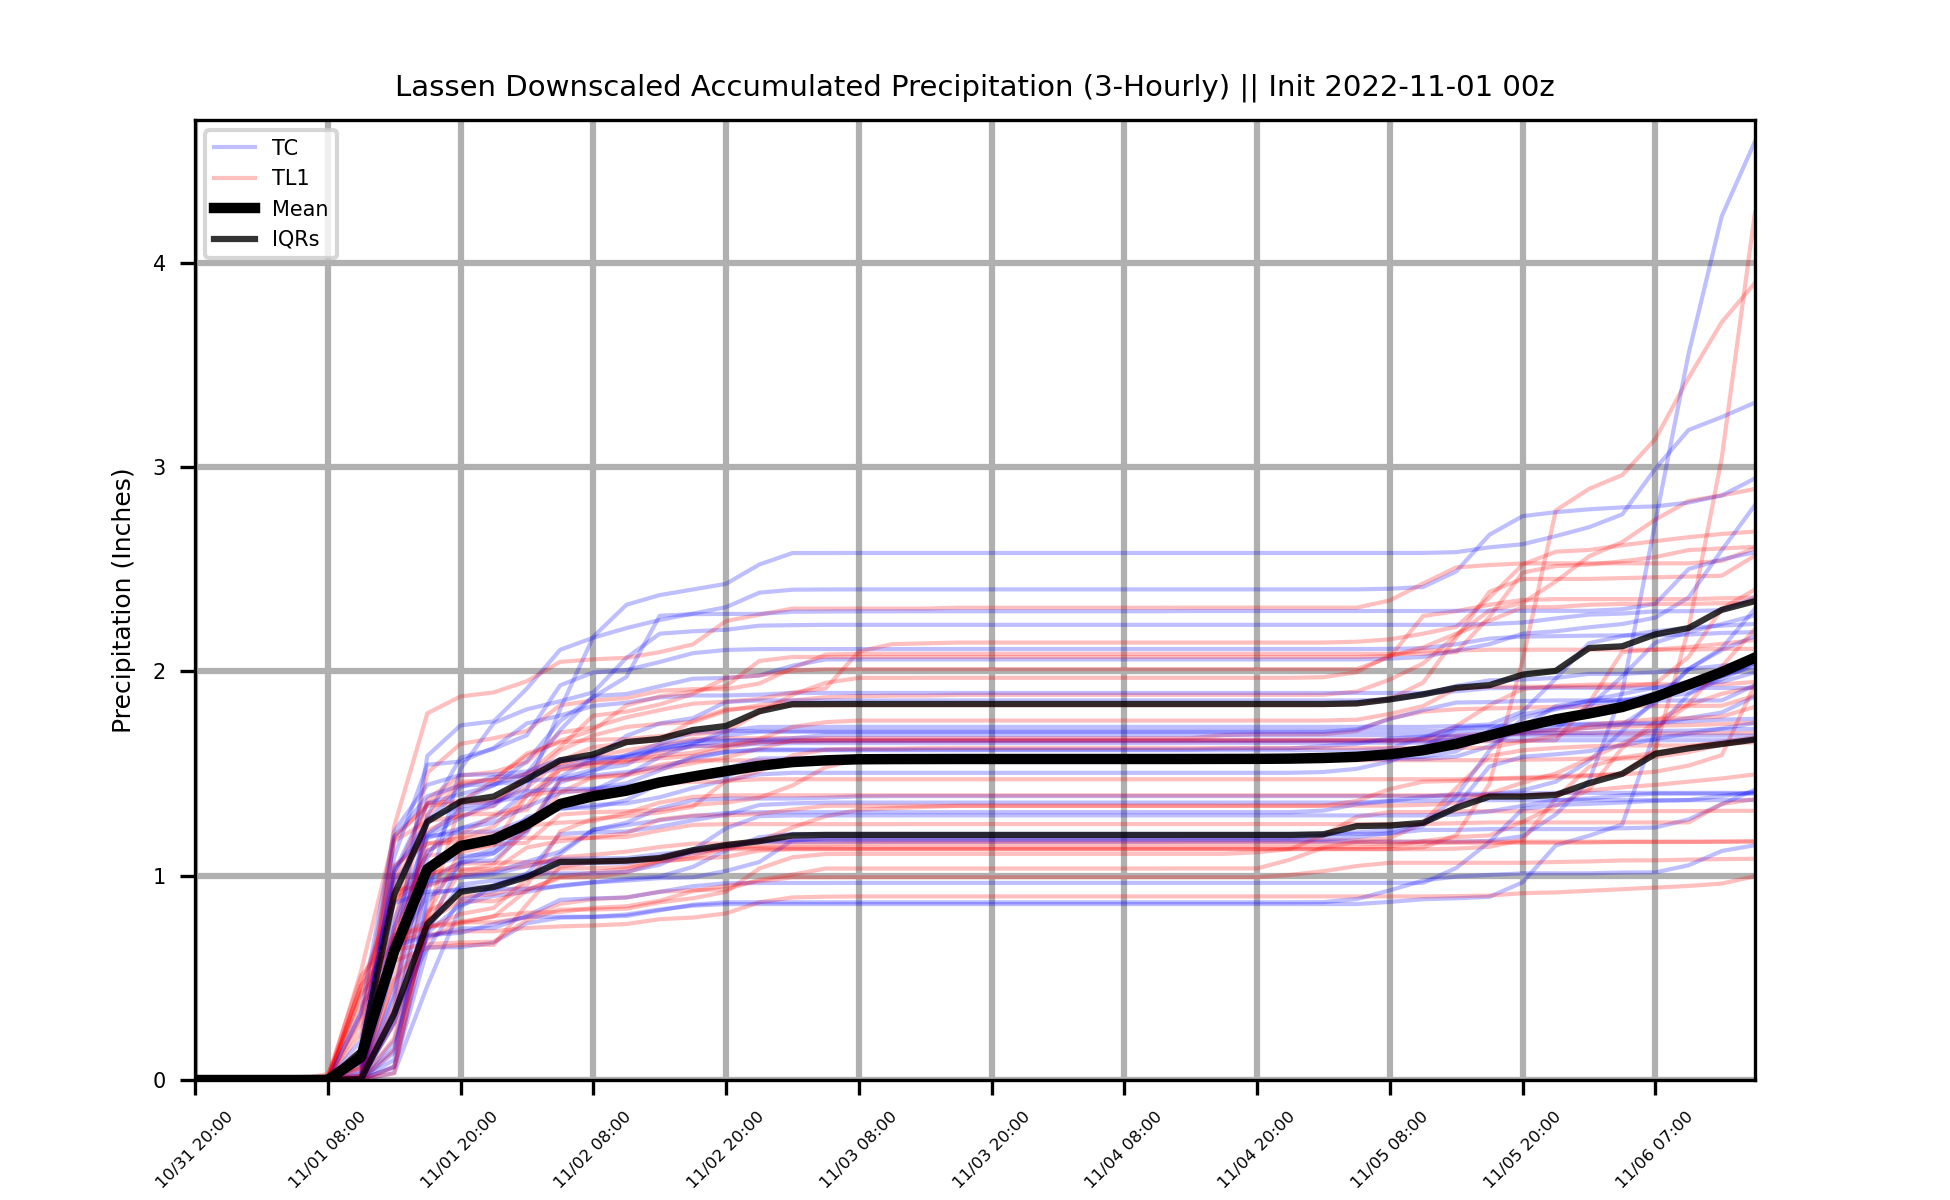 Lassen Downscaled Accumulated Precipitation (3-Hourly) || Init 2022-11-01 00z
TC
TL1
Mean
IQRs
Precipitation (Inches)
4
3
2
1
0
10/31 20:00
11/01 08:00
11/01 20:00
11/02 08:00
11/02 20:00
11/03 08:00
11/03 20:00
11/04 08:00
11/04 20:00
11/05 08:00
11/05 20:00
11/06 07:00